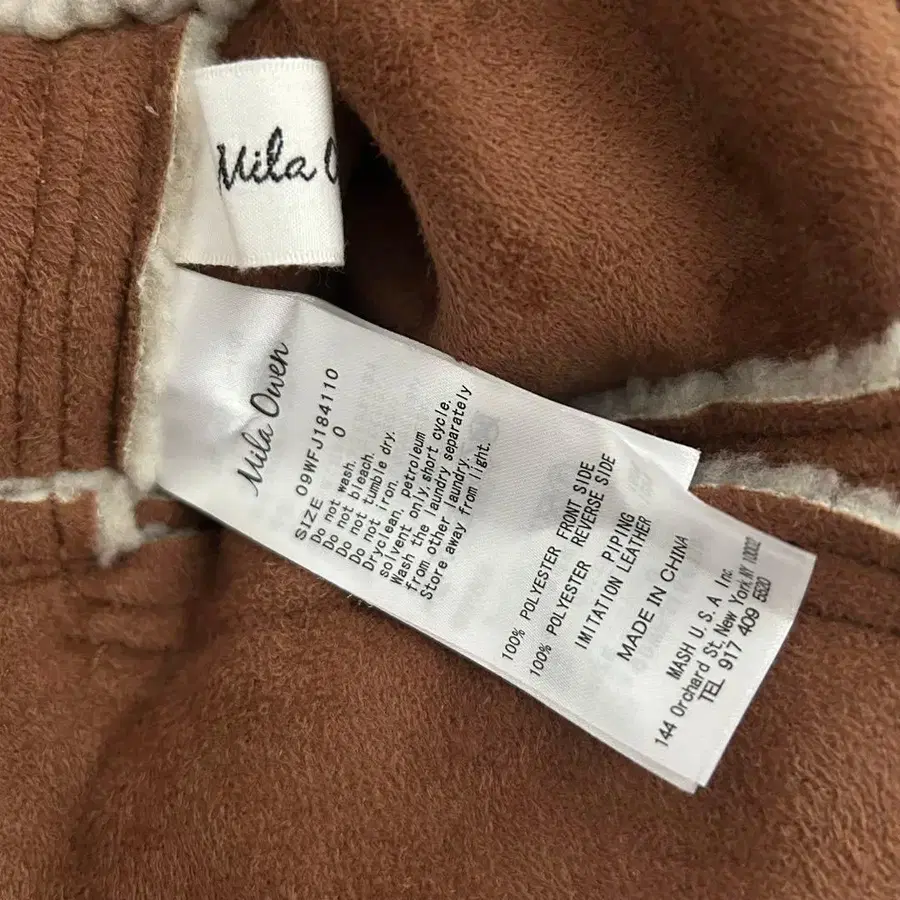 Mila O
Mila Owen
09WFJ184110
SIZE 0
Do not wash.
Do not bleach.
Do not tumble dry.
Do not iron.
Dryclean, petroleum
solvent only, short cycle.
Wash the laundry separately
from other laundry.
Store away from light.
100% POLYESTER FRONT SIDE
100% POLYESTER REVERSE SIDE
PIPING
IMITATION LEATHER
MADE IN CHINA
MASH U.S.A Inc.
144 Orchard St, New York, NY 10002
TEL 917 409 5520